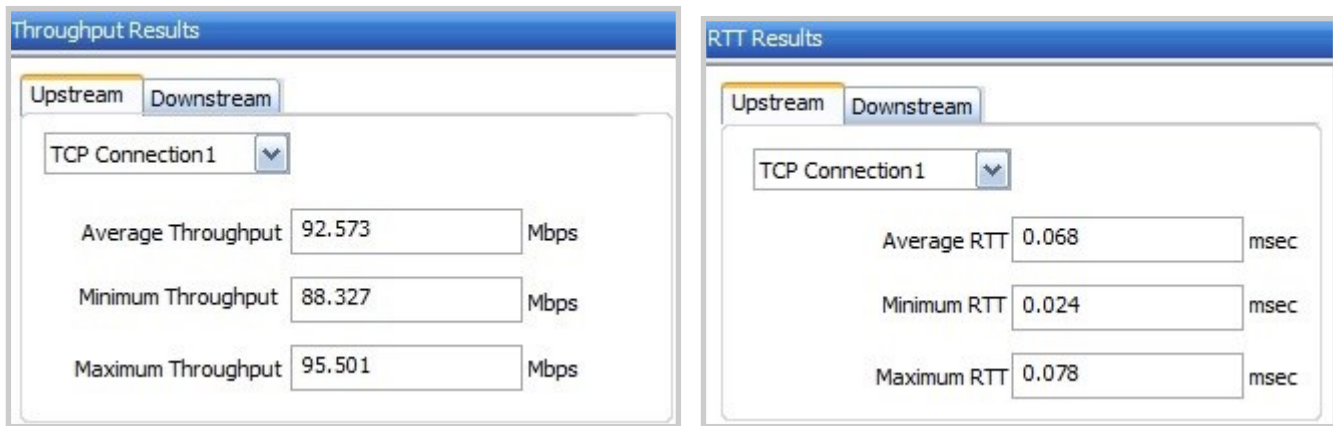 Throughput Results
Upstream Downstream
TCP Connection1
Average Throughput 92.573 Mbps
Minimum Throughput 88.327 Mbps
Maximum Throughput 95.501 Mbps
RTT Results
Upstream Downstream
TCP Connection1
Average RTT 0.068 msec
Minimum RTT 0.024 msec
Maximum RTT 0.078 msec